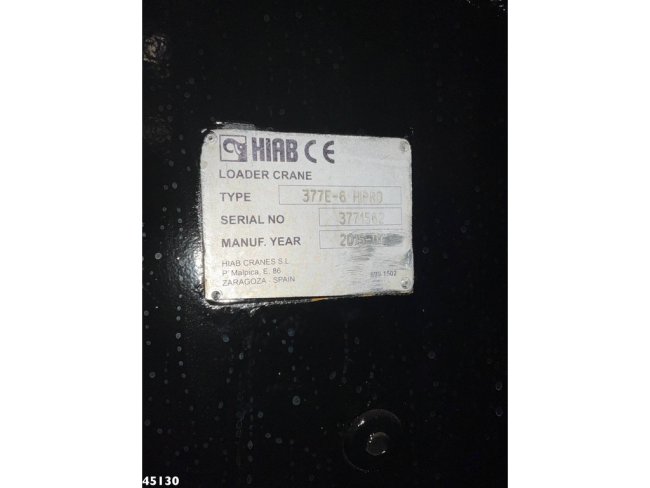 HIAB CE
LOADER CRANE
TYPE 377E-6 HIPRO
SERIAL NO
MANUF. YEAR
HIAB CRANES S.L
P. Malpica, E, 86
ZARAGOZA - SPAIN
45130